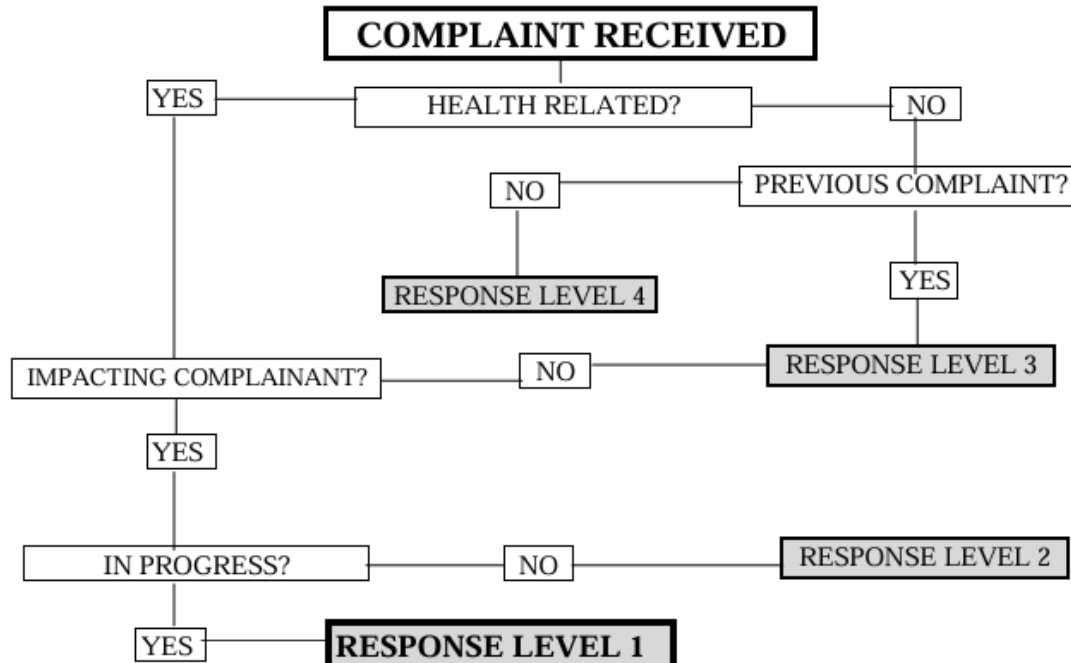 COMPLAINT RECEIVED
YES
HEALTH RELATED?
NO
NO
PREVIOUS COMPLAINT?
YES
RESPONSE LEVEL 4
IMPACTING COMPLAINANT?
NO
RESPONSE LEVEL 3
YES
IN PROGRESS?
NO
RESPONSE LEVEL 2
YES
RESPONSE LEVEL 1